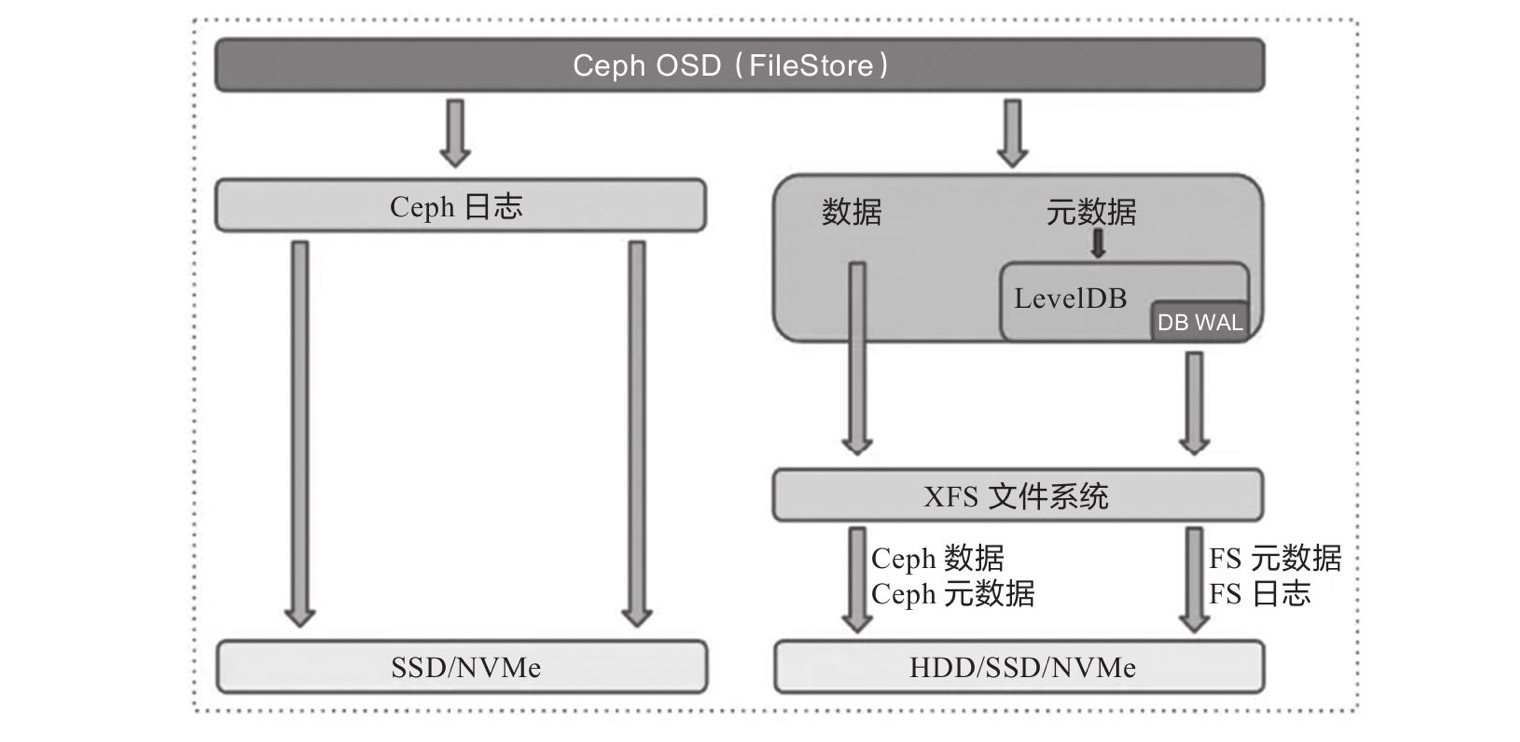 Ceph OSD（FileStore）
Ceph 日志
数据
元数据
LevelDB
DB WAL
XFS 文件系统
Ceph 数据
Ceph 元数据
FS 元数据
FS 日志
SSD/NVMe
HDD/SSD/NVMe